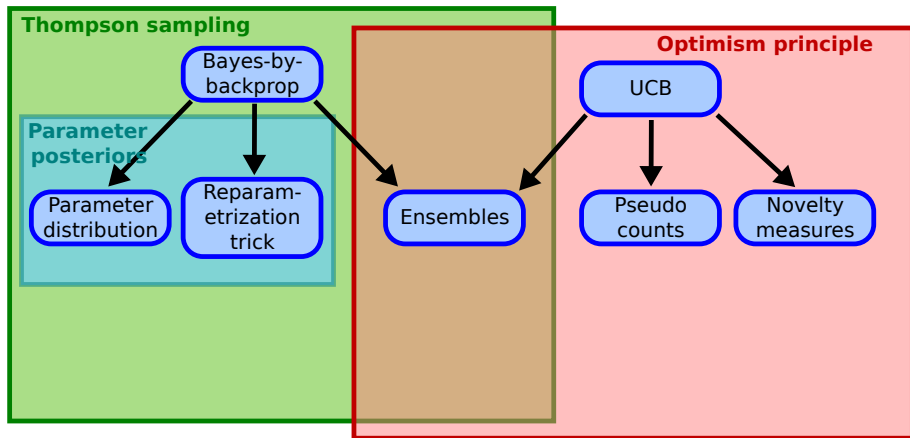 Thompson sampling
Optimism principle
Bayes-by-
backprop
UCB
Parameter
posteriors
Parameter
distribution
Reparam-
etrization
trick
Ensembles
Pseudo
counts
Novelty
measures